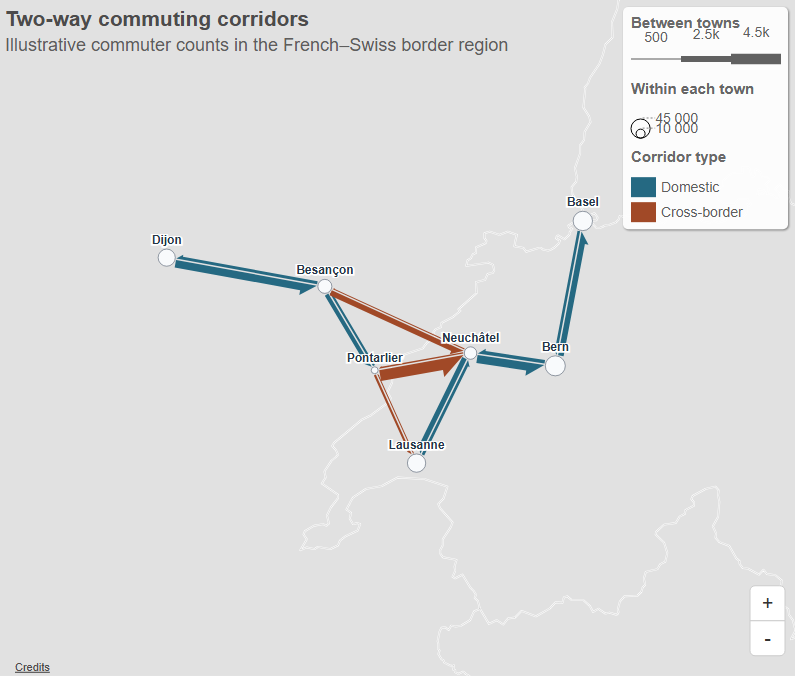 Two-way commuting corridors
Illustrative commuter counts in the French–Swiss border region
Between towns
500
2.5k
4.5k
Within each town
45 000
10 000
Corridor type
Domestic
Cross-border
Basel
Dijon
Besançon
Neuchâtel
Bern
Pontarlier
Lausanne
+
-
Credits